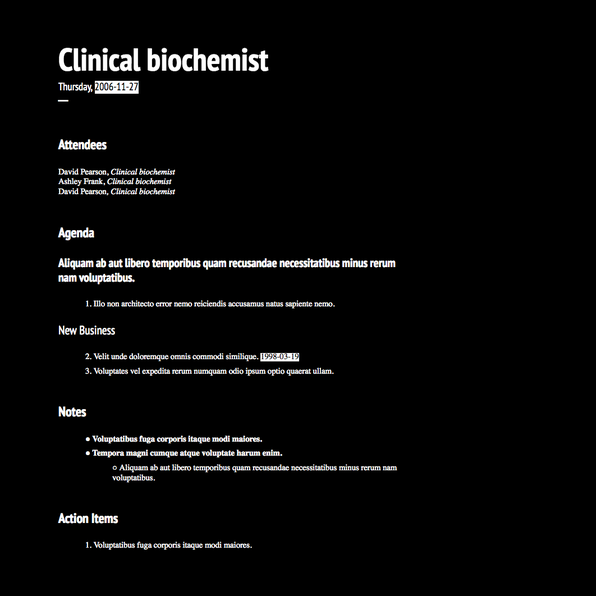 Clinical biochemist
Thursday, 2006-11-27
—
Attendees
David Pearson, Clinical biochemist
Ashley Frank, Clinical biochemist
David Pearson, Clinical biochemist
Agenda
Aliquam ab aut libero temporibus quam recusandae necessitatibus minus rerum
nam voluptatibus.
1. Illo non architecto error nemo reiciendis accusamus natus sapiente nemo.
New Business
2. Velit unde doloremque omnis commodi similique. 1998-03-19
3. Voluptates vel expedita rerum numquam odio ipsum optio quaerat ullam.
Notes
● Voluptatibus fuga corporis itaque modi maiores.
● Tempora magni cumque atque voluptate harum enim.
○ Aliquam ab aut libero temporibus quam recusandae necessitatibus minus rerum nam
voluptatibus.
Action Items
1. Voluptatibus fuga corporis itaque modi maiores.